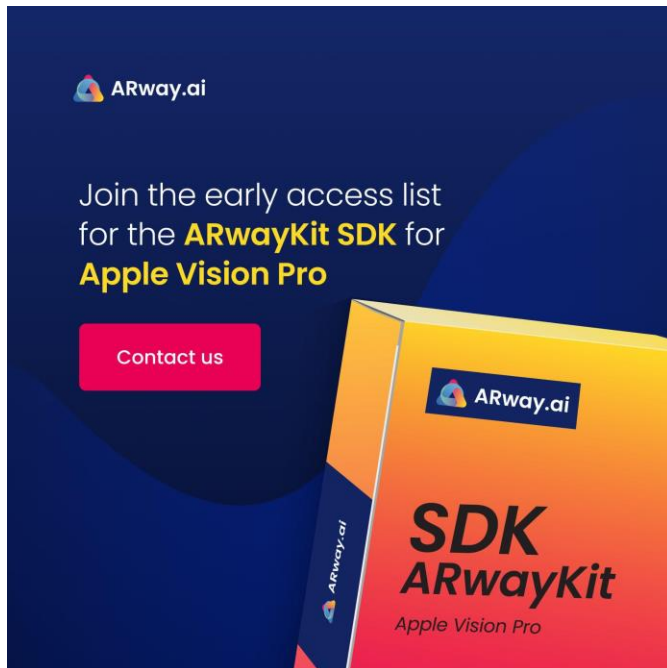 ARway.ai
Join the early access list
for the ARwayKit SDK for
Apple Vision Pro
Contact us
ARway.ai
SDK
ARwayKit
Apple Vision Pro
ARway.ai